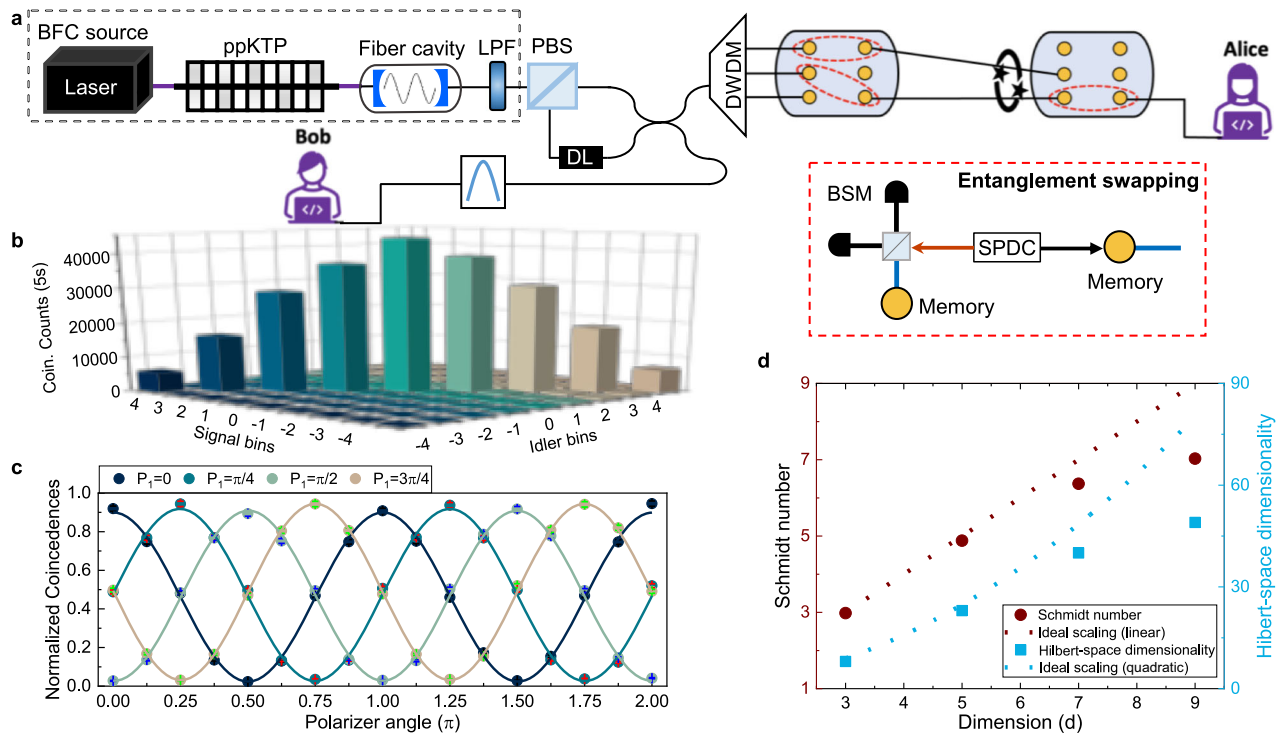 a
BFC source
ppKTP
Fiber cavity
LPF
PBS
Laser
DL
DWDM
Alice
Bob
Entanglement swapping
BSM
SPDC
Memory
Memory
b
Coin. Counts (5s)
40000
30000
20000
10000
0
4 3 2 1 0 -1 -2 -3 -4
Signal bins
-4 -3 -2 -1 0 1 2 3 4
Idler bins
c
P1=0 P1=π/4 P1=π/2 P1=3π/4
Normalized Coincedences
1.0
0.8
0.6
0.4
0.2
0.0
0.00 0.25 0.50 0.75 1.00 1.25 1.50 1.75 2.00
Polarizer angle (π)
d
Schmidt number
9
7
5
3
1
Schmidt number
Ideal scaling (linear)
Hilbert-space dimensionality
Ideal scaling (quadratic)
3 4 5 6 7 8 9
Dimension (d)
90
60
30
0
Hibert-space dimensionality